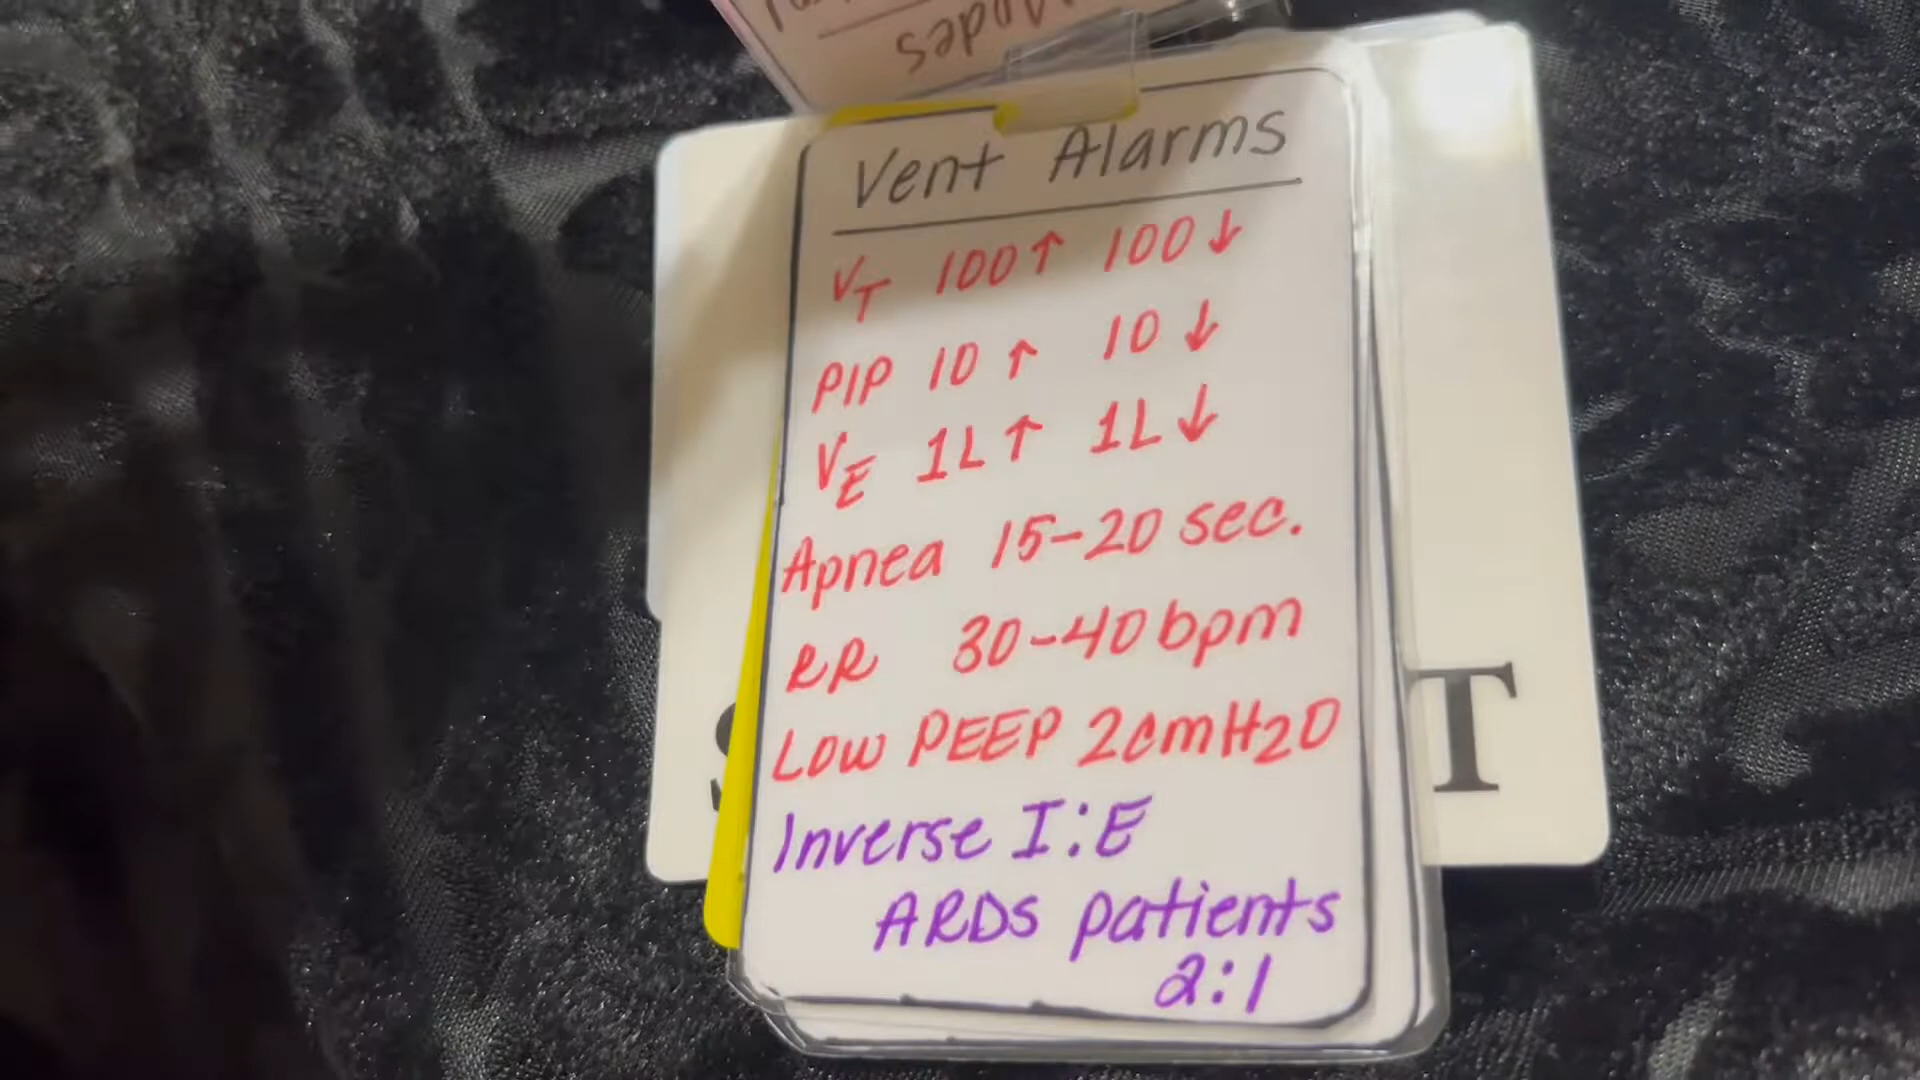 Modes
Vent Alarms
VT 100↑ 100↓
PIP 10↑ 10↓
VE 1L↑ 1L↓
Apnea 15-20 sec.
RR 30-40 bpm
Low PEEP 2cmH2O
Inverse I:E
ARDS patients
2:1
S T